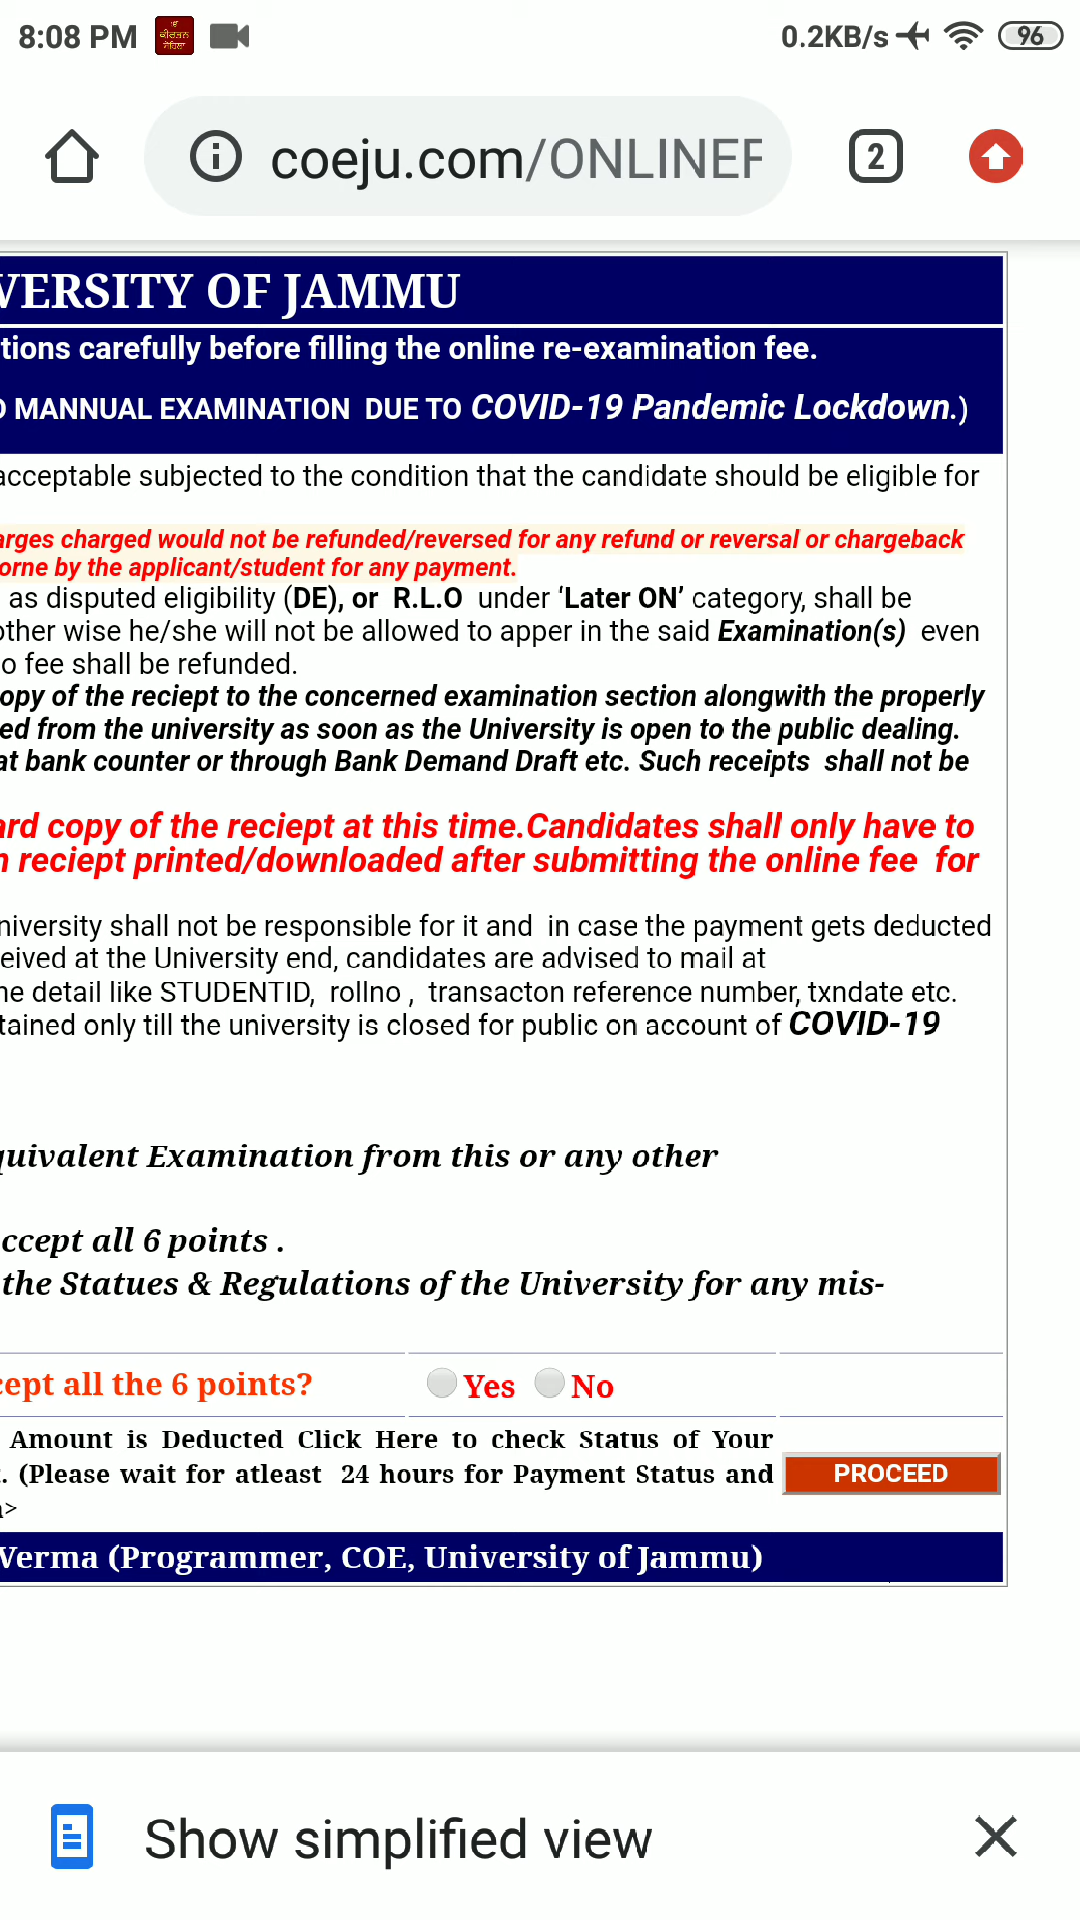 8:08 PM
ੴ
ਕੀਰਤਨ
ਸੋਹਿਲਾ
0.2KB/s
96
coeju.com/ONLINEF
2
VERSITY OF JAMMU
tions carefully before filling the online re-examination fee.
MANNUAL EXAMINATION DUE TO COVID-19 Pandemic Lockdown.)
acceptable subjected to the condition that the candidate should be eligible for
arges charged would not be refunded/reversed for any refund or reversal or chargeback
orne by the applicant/student for any payment.
as disputed eligibility (DE), or R.L.O under 'Later ON' category, shall be
other wise he/she will not be allowed to apper in the said Examination(s) even
o fee shall be refunded.
opy of the reciept to the concerned examination section alongwith the properly
ed from the university as soon as the University is open to the public dealing.
at bank counter or through Bank Demand Draft etc. Such receipts shall not be
ard copy of the reciept at this time.Candidates shall only have to
n reciept printed/downloaded after submitting the online fee for
niversity shall not be responsible for it and in case the payment gets deducted
eived at the University end, candidates are advised to mail at
he detail like STUDENTID, rollno , transacton reference number, txndate etc.
tained only till the university is closed for public on account of COVID-19
quivalent Examination from this or any other
ccept all 6 points .
the Statues & Regulations of the University for any mis-
cept all the 6 points?
Yes No
Amount is Deducted Click Here to check Status of Your
. (Please wait for atleast 24 hours for Payment Status and
>
PROCEED
Verma (Programmer, COE, University of Jammu)
Show simplified view